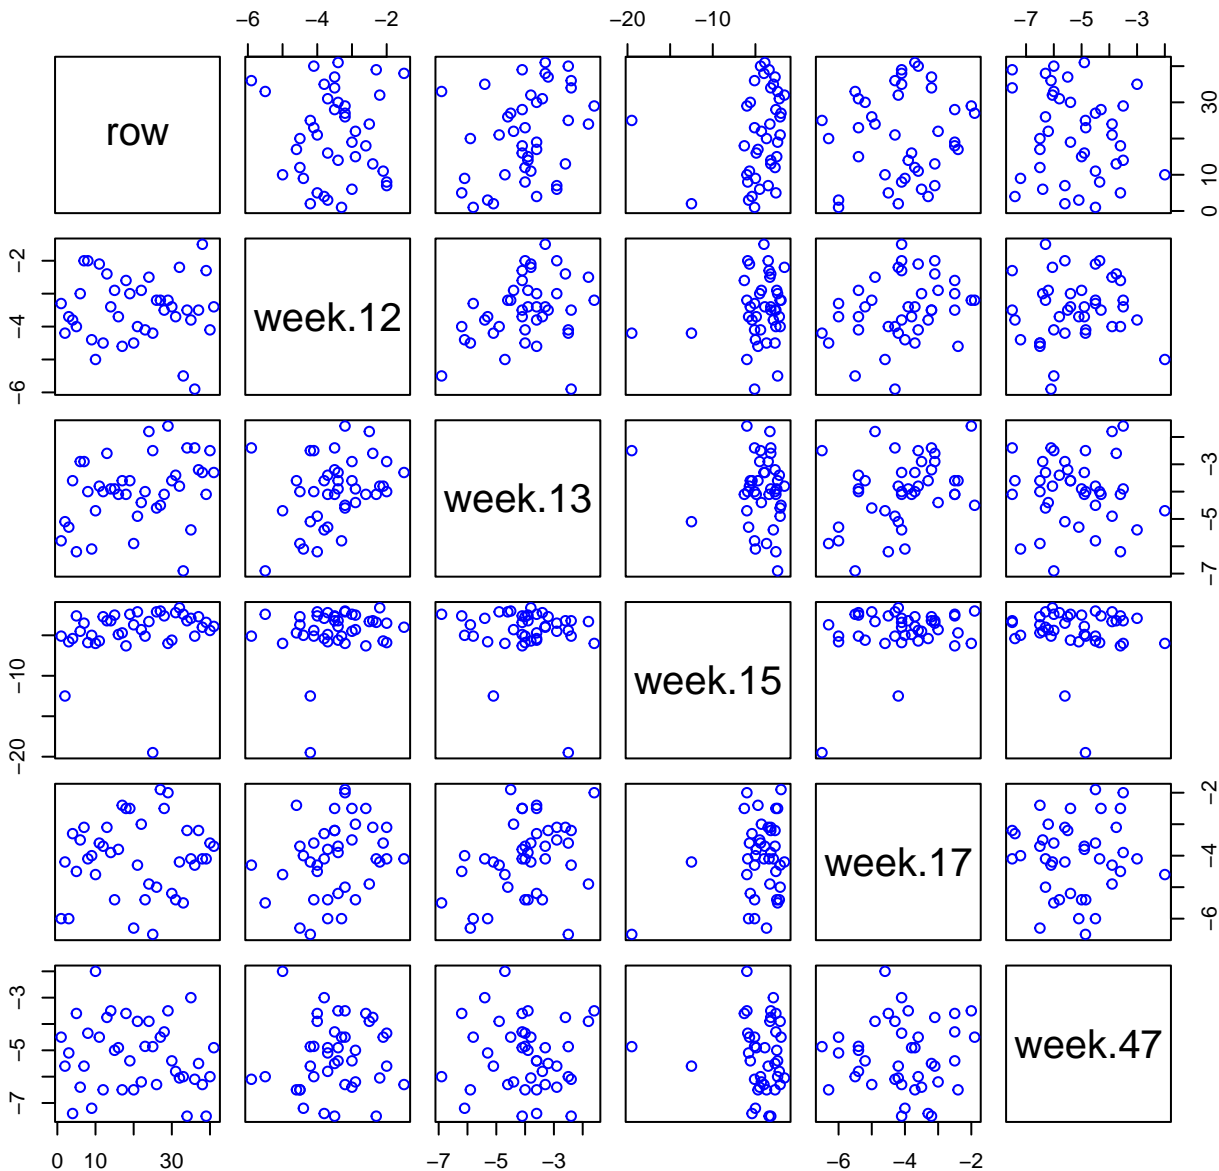 −6 −4 −2 −20 −10 −7 −5 −3
row 0 10 30
−6 −4 −2 week.12
week.13 −7 −5 −3
−20 −10 week.15
week.17 −6 −4 −2
−7 −5 −3 week.47
0 10 30 −7 −5 −3 −6 −4 −2